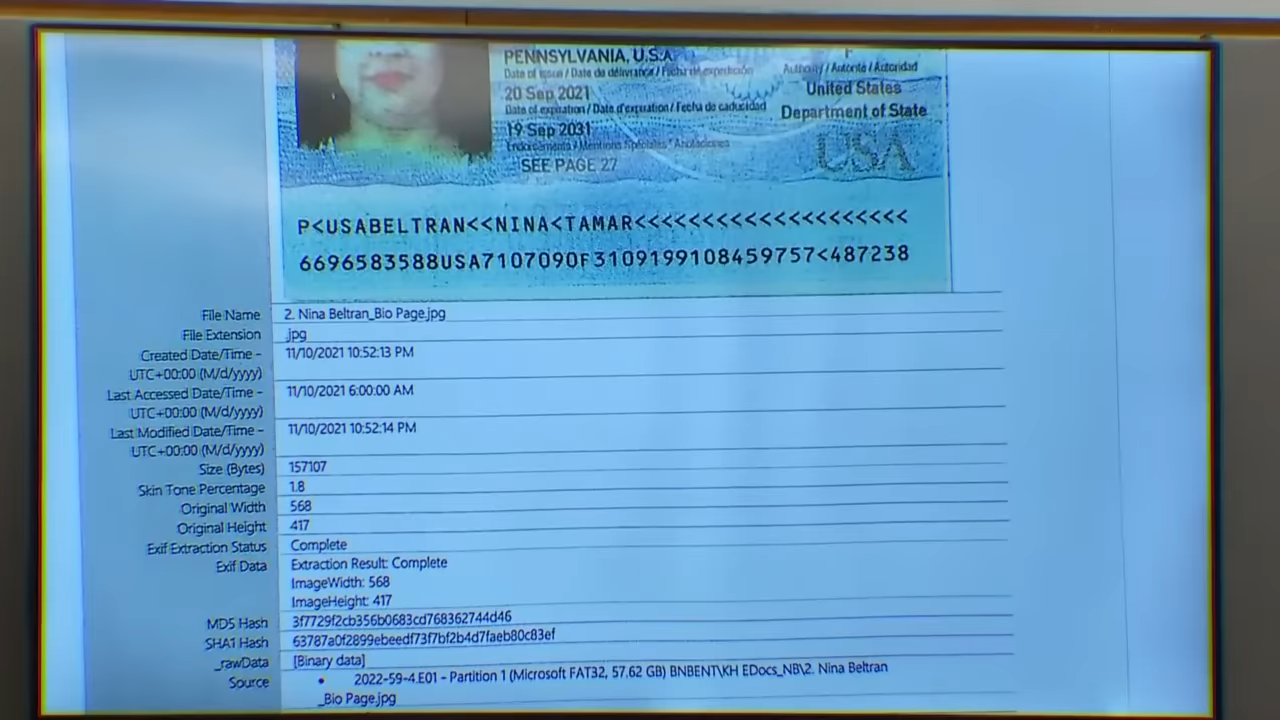 PENNSYLVANIA, U.S.A.
Date of issue / Date de délivrance / Fecha de expedición
Authority / Autorité / Autoridad
20 Sep 2021
United States
Date of expiration / Date d'expiration / Fecha de caducidad
Department of State
19 Sep 2031
Endorsements / Mentions Spéciales / Anotaciones
USA
SEE PAGE 27
P<USABELTRAN<<NINA<TAMAR<<<<<<<<<<<<<<<<<<<<
6696583588USA7107090F3109199108459757<487238
File Name 2. Nina Beltran_Bio Page.jpg
File Extension .jpg
Created Date/Time - 11/10/2021 10:52:13 PM
UTC+00:00 (M/d/yyyy)
Last Accessed Date/Time - 11/10/2021 6:00:00 AM
UTC+00:00 (M/d/yyyy)
Last Modified Date/Time - 11/10/2021 10:52:14 PM
UTC+00:00 (M/d/yyyy)
Size (Bytes) 157107
Skin Tone Percentage 1.8
Original Width 568
Original Height 417
Exif Extraction Status Complete
Exif Data Extraction Result: Complete
ImageWidth: 568
ImageHeight: 417
MD5 Hash 3f7729f2cb356b0683cd768362744d46
SHA1 Hash 63787a0f2899ebeedf73f7bf2b4d7faeb80c83ef
_rawData [Binary data]
Source • 2022-59-4.E01 - Partition 1 (Microsoft FAT32, 57.62 GB) BNBENT\KH EDocs_NB\2. Nina Beltran
_Bio Page.jpg